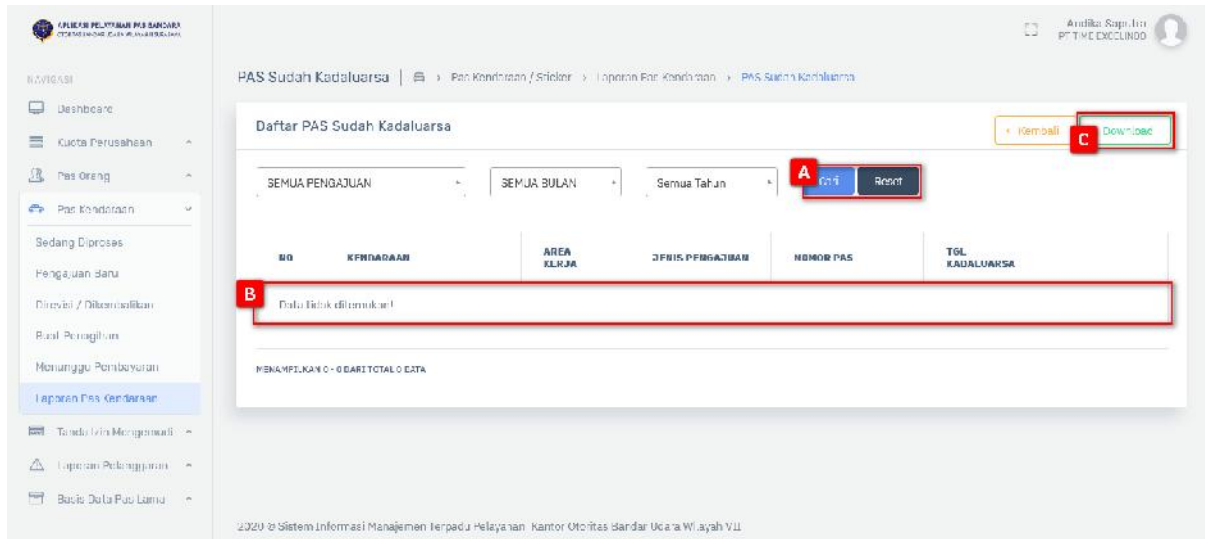 APLIKASI PELAYANAN PAS BANDARA
Andika Saputra
PT TIME EXCELINDO
NAVIGASI
PAS Sudah Kadaluarsa
Pas Kendaraan / Sticker
Laporan Pas Kendaraan
PAS Sudah Kadaluarsa
Dashboard
Kuota Perusahaan
Pas Orang
Pas Kendaraan
Sedang Diproses
Pengajuan Baru
Direvisi / Dikembalikan
Buat Penagihan
Menunggu Pembayaran
Laporan Pas Kendaraan
Tanda Izin Mengemudi
Laporan Pelanggaran
Basis Data Pas Lama
Daftar PAS Sudah Kadaluarsa
Kembali
C
Download
SEMUA PENGAJUAN
SEMUA BULAN
Semua Tahun
A
Cari
Reset
NO
KENDARAAN
AREA KERJA
JENIS PENGAJUAN
NOMOR PAS
TGL KADALUARSA
B
Data tidak ditemukan!
MENAMPILKAN 0 - 0 DARI TOTAL 0 DATA
2020 © Sistem Informasi Manajemen Terpadu Pelayanan Kantor Otoritas Bandar Udara Wilayah VII